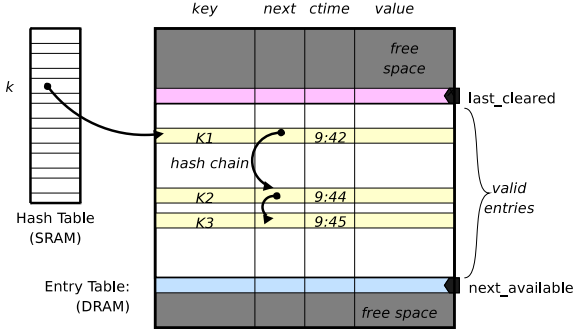 key next ctime value
free
space
k
last_cleared
K1 9:42
hash chain
K2 9:44
valid
entries
K3 9:45
Hash Table
(SRAM)
Entry Table:
(DRAM)
next_available
free space